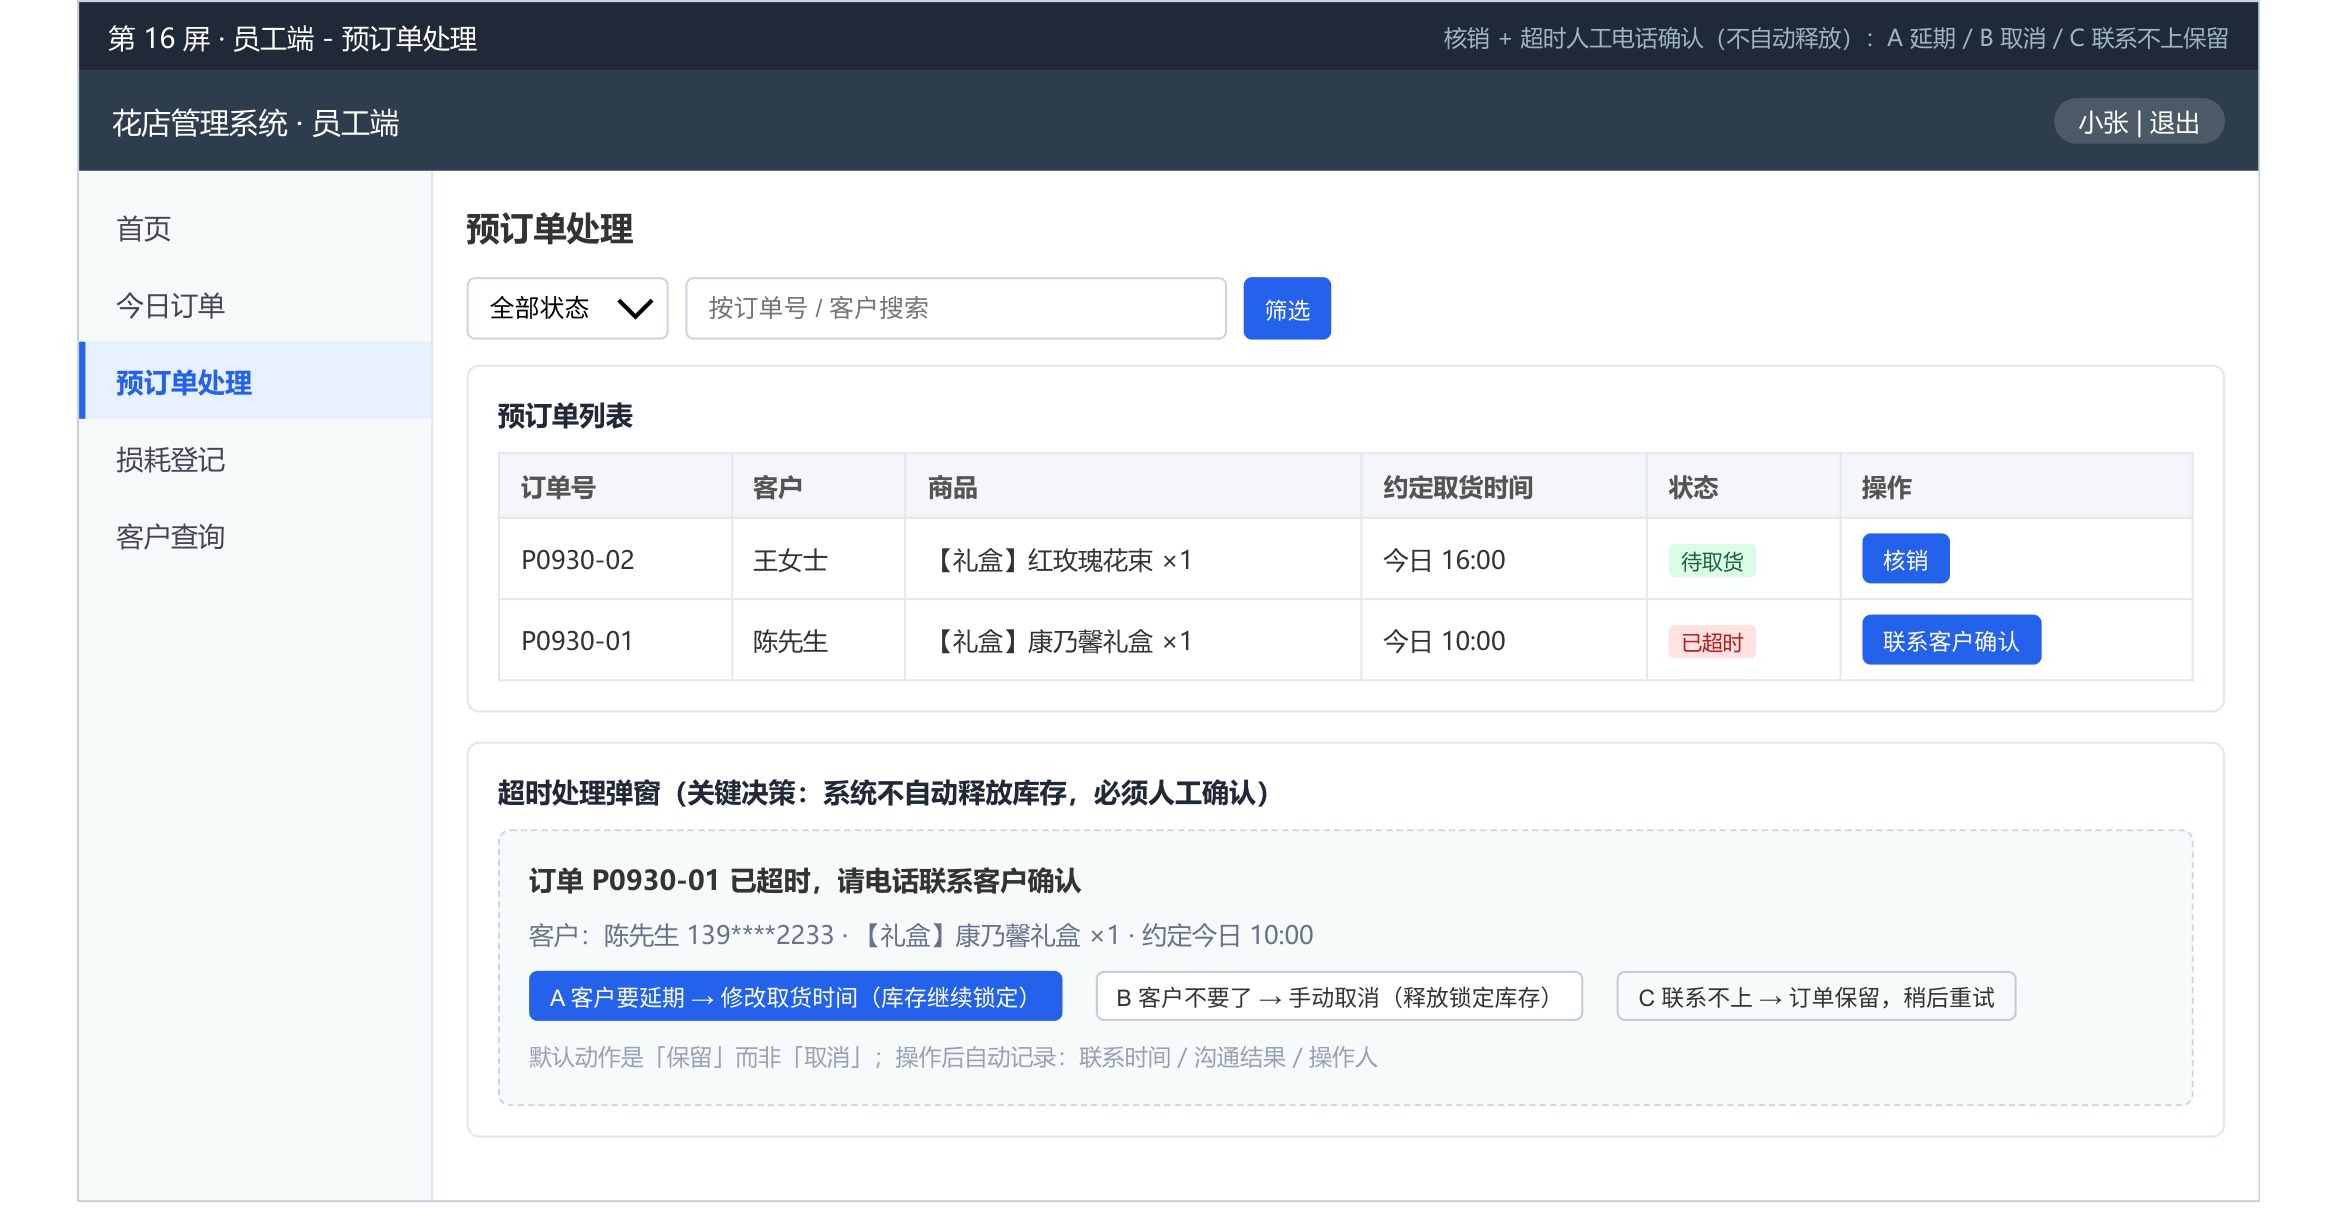 第 16 屏 · 员工端 - 预订单处理
核销 + 超时人工电话确认（不自动释放）：A 延期 / B 取消 / C 联系不上保留
花店管理系统 · 员工端
小张 | 退出
首页
今日订单
预订单处理
损耗登记
客户查询
预订单处理
全部状态
按订单号 / 客户搜索
筛选
预订单列表
订单号 客户 商品 约定取货时间 状态 操作
P0930-02 王女士 【礼盒】红玫瑰花束 ×1 今日 16:00 待取货 核销
P0930-01 陈先生 【礼盒】康乃馨礼盒 ×1 今日 10:00 已超时 联系客户确认
超时处理弹窗（关键决策：系统不自动释放库存，必须人工确认）
订单 P0930-01 已超时，请电话联系客户确认
客户：陈先生 139****2233 · 【礼盒】康乃馨礼盒 ×1 · 约定今日 10:00
A 客户要延期 → 修改取货时间（库存继续锁定）
B 客户不要了 → 手动取消（释放锁定库存）
C 联系不上 → 订单保留，稍后重试
默认动作是「保留」而非「取消」；操作后自动记录：联系时间 / 沟通结果 / 操作人